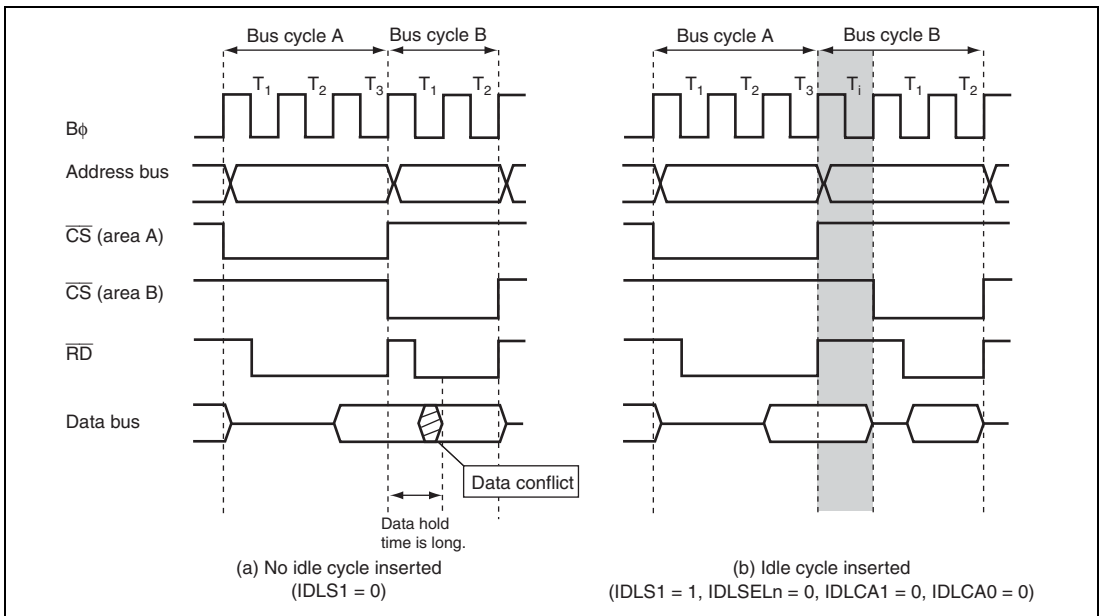 Bus cycle A Bus cycle B Bus cycle A Bus cycle B
T1 T2 T3 T1 T2 T1 T2 T3 Ti T1 T2
Bφ
Address bus
CS (area A)
CS (area B)
RD
Data bus
Data conflict
Data hold
time is long.
(a) No idle cycle inserted
(IDLS1 = 0)
(b) Idle cycle inserted
(IDLS1 = 1, IDLSELn = 0, IDLCA1 = 0, IDLCA0 = 0)